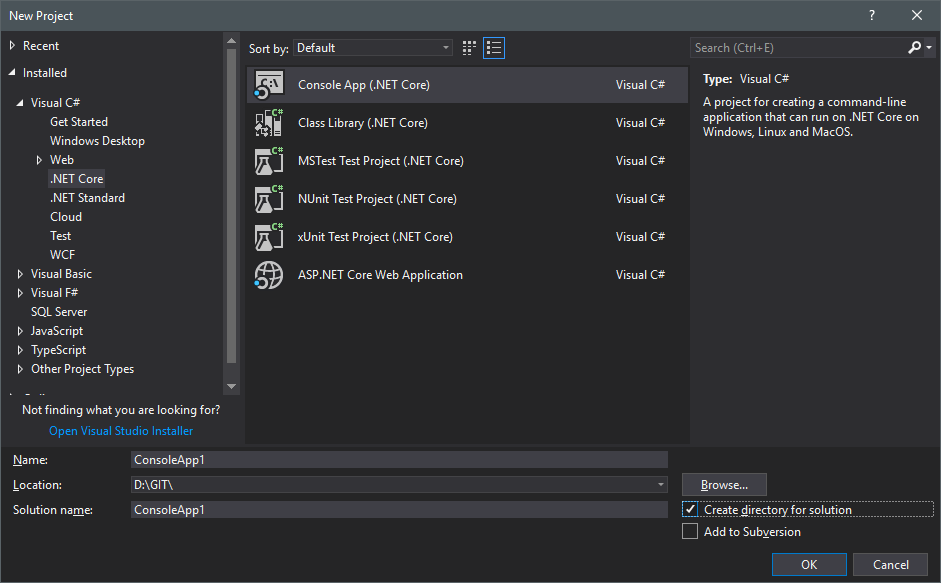 New Project
?
Recent
Installed
Visual C#
Get Started
Windows Desktop
Web
.NET Core
.NET Standard
Cloud
Test
WCF
Visual Basic
Visual F#
SQL Server
JavaScript
TypeScript
Other Project Types
Not finding what you are looking for?
Open Visual Studio Installer
Sort by: Default
Console App (.NET Core) Visual C#
Class Library (.NET Core) Visual C#
MSTest Test Project (.NET Core) Visual C#
NUnit Test Project (.NET Core) Visual C#
xUnit Test Project (.NET Core) Visual C#
ASP.NET Core Web Application Visual C#
Search (Ctrl+E)
Type: Visual C#
A project for creating a command-line
application that can run on .NET Core on
Windows, Linux and MacOS.
Name: ConsoleApp1
Location: D:\GIT\ Browse...
Solution name: ConsoleApp1
Create directory for solution
Add to Subversion
OK Cancel